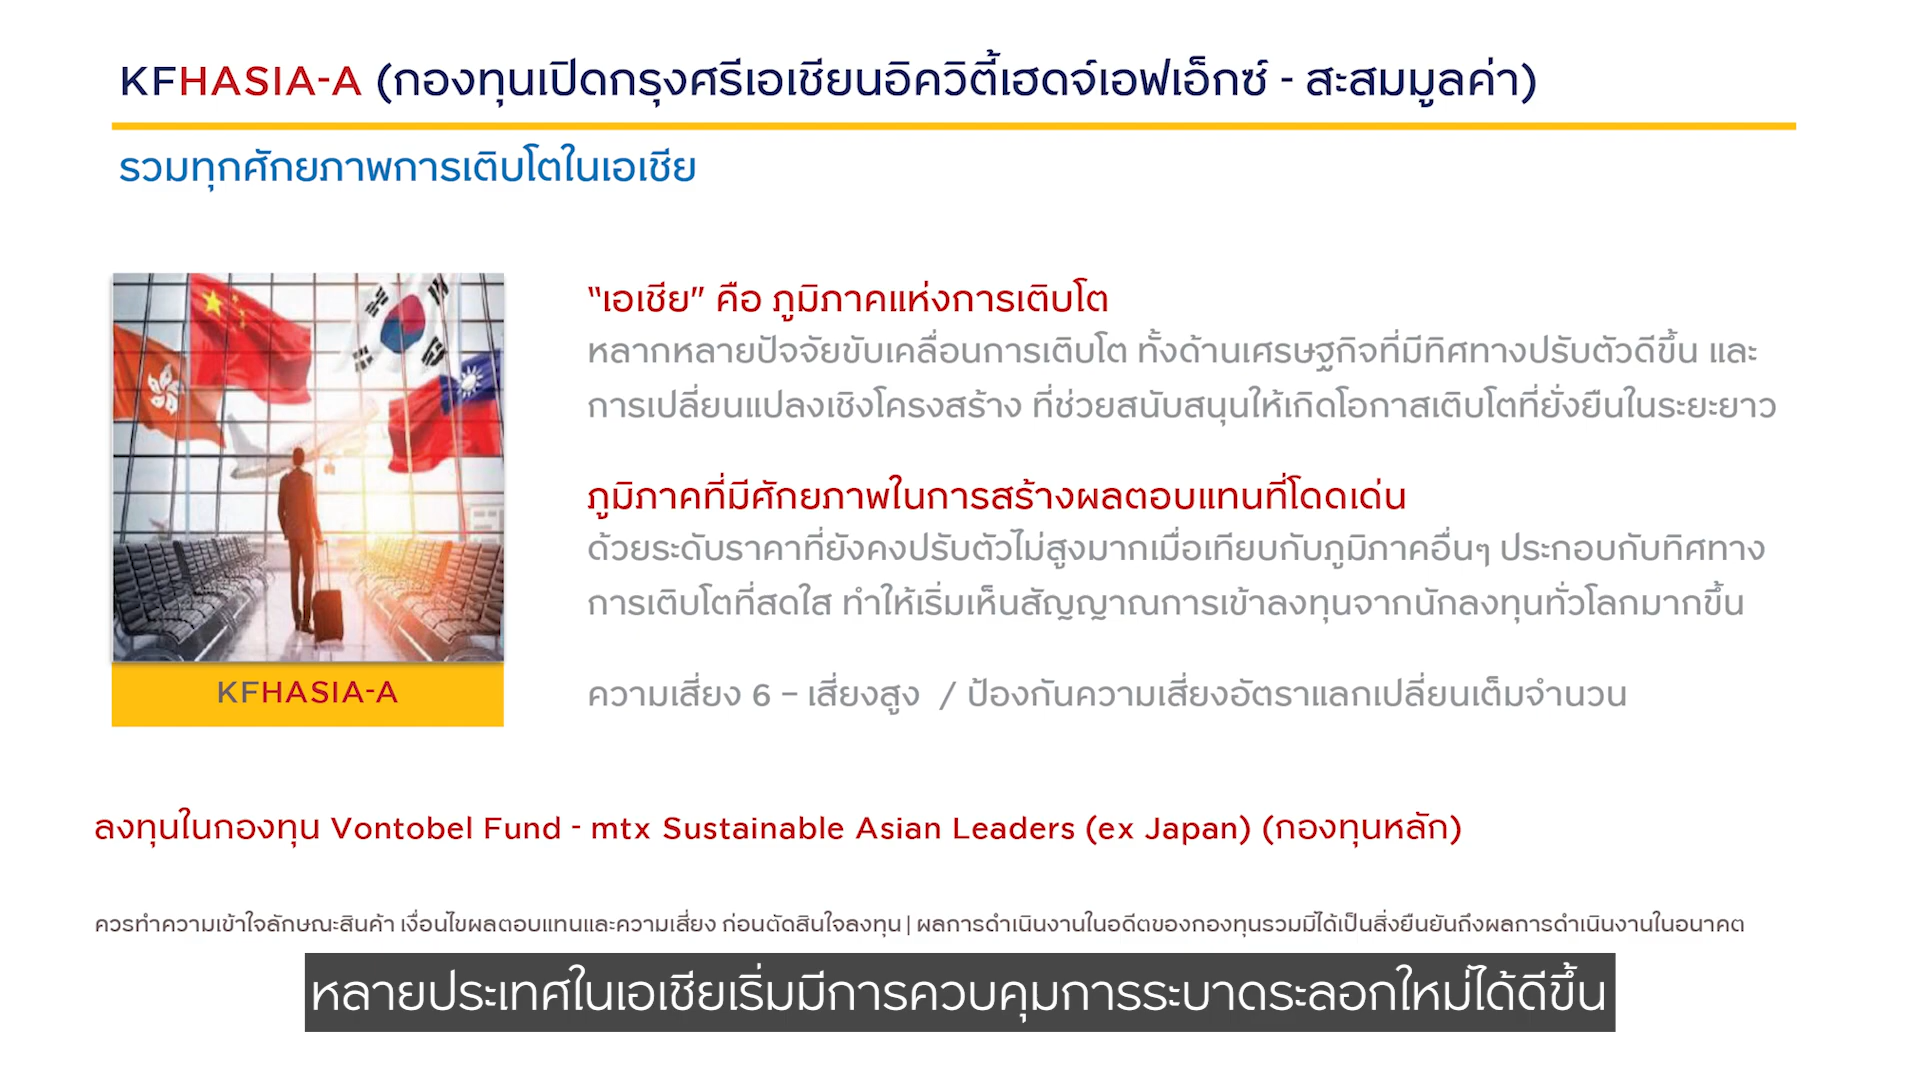 KFHASIA-A (กองทุนเปิดกรุงศรีเอเชียนอิควิตี้เฮดจ์เอฟเอ็กซ์ - สะสมมูลค่า)
รวมทุกศักยภาพการเติบโตในเอเชีย
“เอเชีย” คือ ภูมิภาคแห่งการเติบโต
หลากหลายปัจจัยขับเคลื่อนการเติบโต ทั้งด้านเศรษฐกิจที่มีทิศทางปรับตัวดีขึ้น และ
การเปลี่ยนแปลงเชิงโครงสร้าง ที่ช่วยสนับสนุนให้เกิดโอกาสเติบโตที่ยั่งยืนในระยะยาว
ภูมิภาคที่มีศักยภาพในการสร้างผลตอบแทนที่โดดเด่น
ด้วยระดับราคาที่ยังคงปรับตัวไม่สูงมากเมื่อเทียบกับภูมิภาคอื่นๆ ประกอบกับทิศทาง
การเติบโตที่สดใส ทำให้เริ่มเห็นสัญญาณการเข้าลงทุนจากนักลงทุนทั่วโลกมากขึ้น
KFHASIA-A
ความเสี่ยง 6 – เสี่ยงสูง / ป้องกันความเสี่ยงอัตราแลกเปลี่ยนเต็มจำนวน
ลงทุนในกองทุน Vontobel Fund - mtx Sustainable Asian Leaders (ex Japan) (กองทุนหลัก)
ควรทำความเข้าใจลักษณะสินค้า เงื่อนไขผลตอบแทนและความเสี่ยง ก่อนตัดสินใจลงทุน | ผลการดำเนินงานในอดีตของกองทุนรวมมิได้เป็นสิ่งยืนยันถึงผลการดำเนินงานในอนาคต
หลายประเทศในเอเชียเริ่มมีการควบคุมการระบาดระลอกใหม่ได้ดีขึ้น